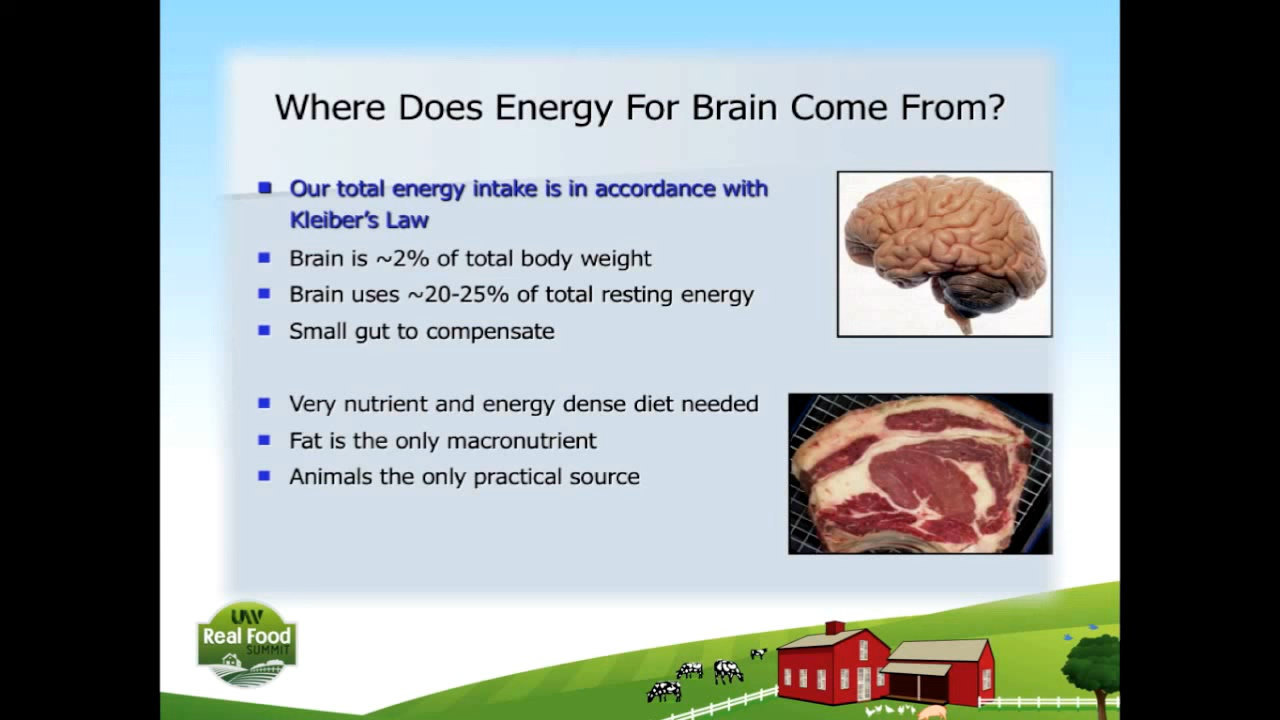 Where Does Energy For Brain Come From?
Our total energy intake is in accordance with
Kleiber's Law
Brain is ~2% of total body weight
Brain uses ~20-25% of total resting energy
Small gut to compensate
Very nutrient and energy dense diet needed
Fat is the only macronutrient
Animals the only practical source
UW
Real Food
SUMMIT